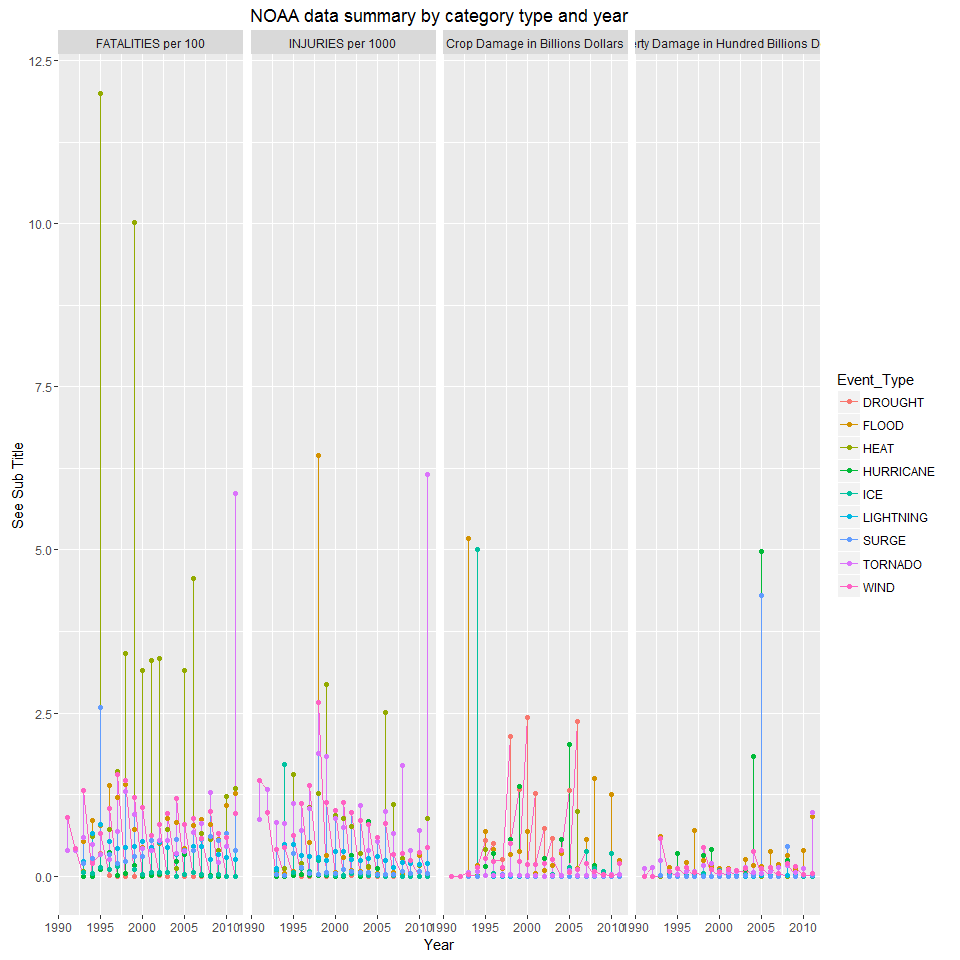 NOAA data summary by category type and year
FATALITIES per 100
INJURIES per 1000
Crop Damage in Billions Dollars
Damage in Hundred Billions
12.5
10.0
7.5
5.0
2.5
0.0
See Sub Title
1990 1995 2000 2005 2010
1990 1995 2000 2005 2010
1990 1995 2000 2005 2010
1990 1995 2000 2005 2010
Year
Event_Type
DROUGHT
FLOOD
HEAT
HURRICANE
ICE
LIGHTNING
SURGE
TORNADO
WIND